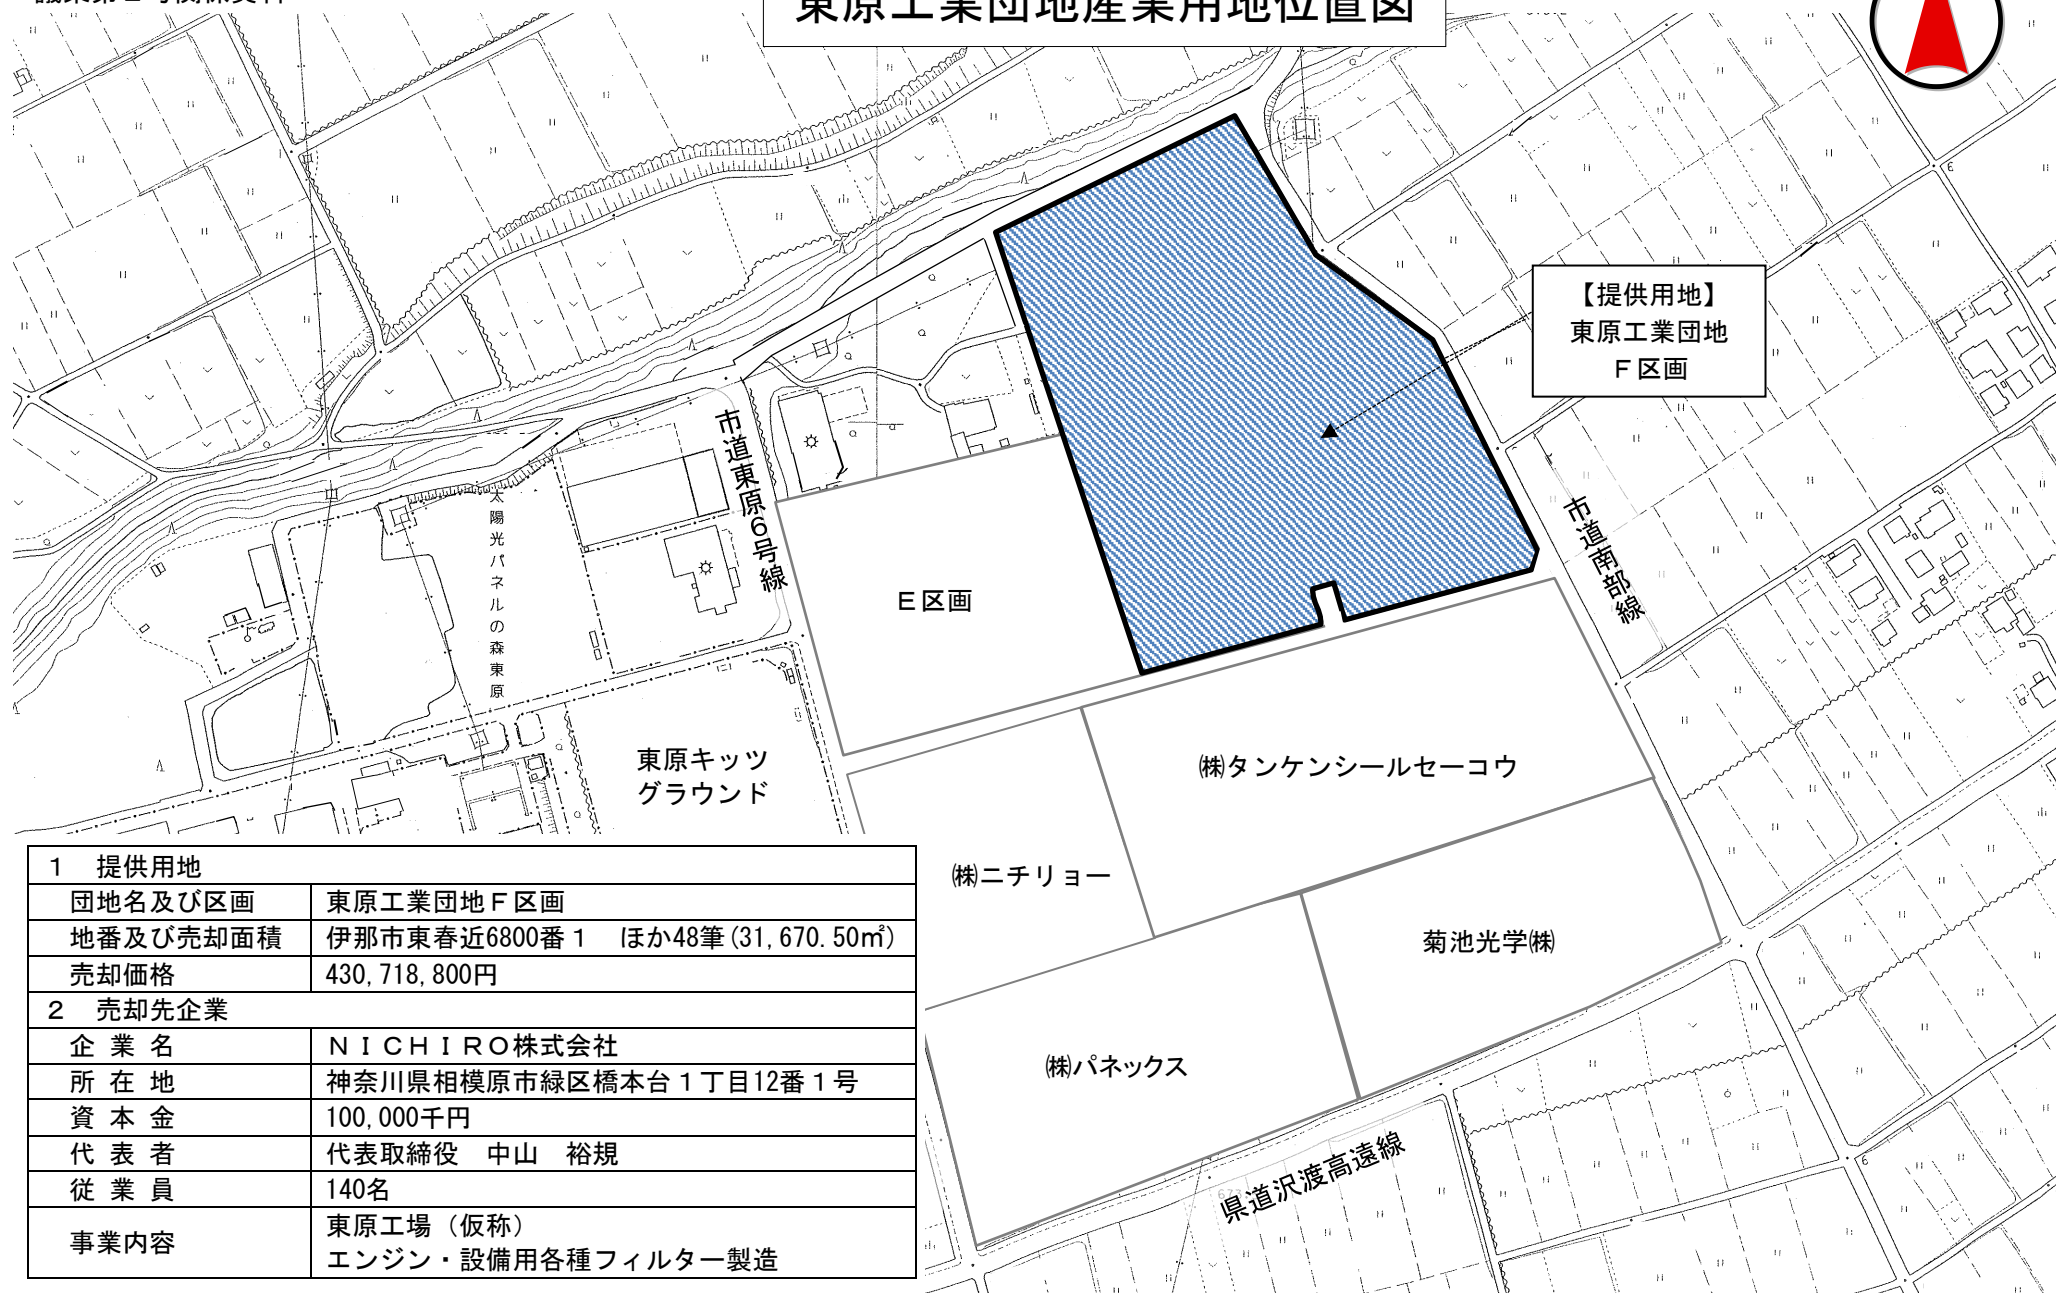 東原工業団地産業用地位置図
【提供用地】
東原工業団地
F区画
市道東原6号線
市道南部線
太陽光パネルの森東原
E区画
東原キッツ
グラウンド
㈱タンケンシールセーコウ
㈱ニチリョー
菊池光学㈱
㈱パネックス
県道沢渡高遠線
1 提供用地
団地名及び区画 東原工業団地F区画
地番及び売却面積 伊那市東春近6800番1 ほか48筆(31,670.50㎡)
売却価格 430,718,800円
2 売却先企業
企業名 NICHIRO株式会社
所在地 神奈川県相模原市緑区橋本台1丁目12番1号
資本金 100,000千円
代表者 代表取締役 中山 裕規
従業員 140名
事業内容 東原工場(仮称)
エンジン・設備用各種フィルター製造